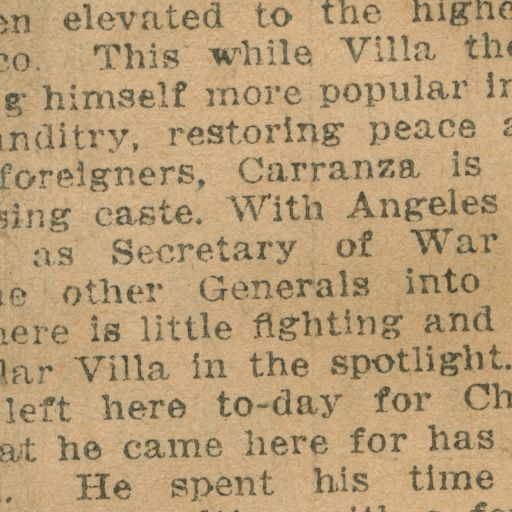 en elevated to the highe
co. This while Villa the
g himself more popular in
anditry, restoring peace a
foreigners, Carranza is
sing caste. With Angeles
as Secretary of War
he other Generals into
here is little fighting and
lar Villa in the spotlight.
left here to-day for Ch
at he came here for has
. He spent his time